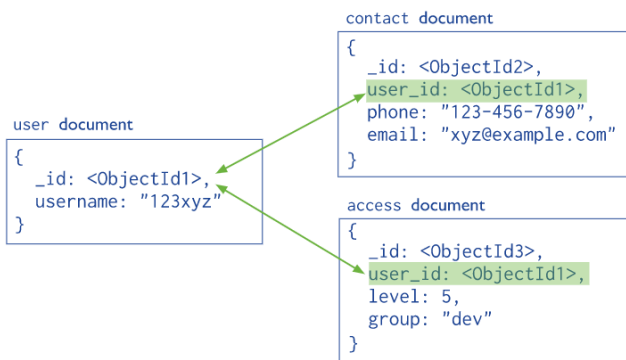 user document
{
_id: <ObjectId1>,
username: "123xyz"
}
contact document
{
_id: <ObjectId2>,
user_id: <ObjectId1>,
phone: "123-456-7890",
email: "xyz@example.com"
}
access document
{
_id: <ObjectId3>,
user_id: <ObjectId1>,
level: 5,
group: "dev"
}